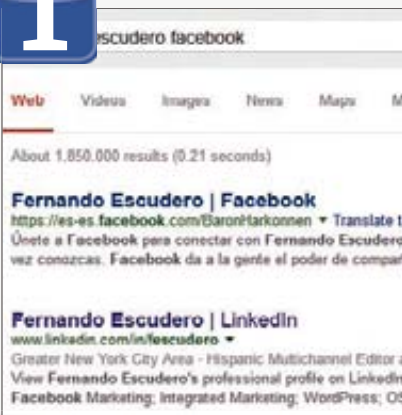 1
escudero facebook
Web Videos Images News Maps M
About 1.850.000 results (0.21 seconds)
Fernando Escudero | Facebook
https://es-es.facebook.com/BaronHarkonnen ▾ Translate t
Únete a Facebook para conectar con Fernando Escudero
vez conozcas. Facebook da a la gente el poder de compar
Fernando Escudero | LinkedIn
www.linkedin.com/in/fescudero ▾
Greater New York City Area - Hispanic Multichannel Editor a
View Fernando Escudero's professional profile on LinkedIn
Facebook Marketing; Integrated Marketing; WordPress; OS